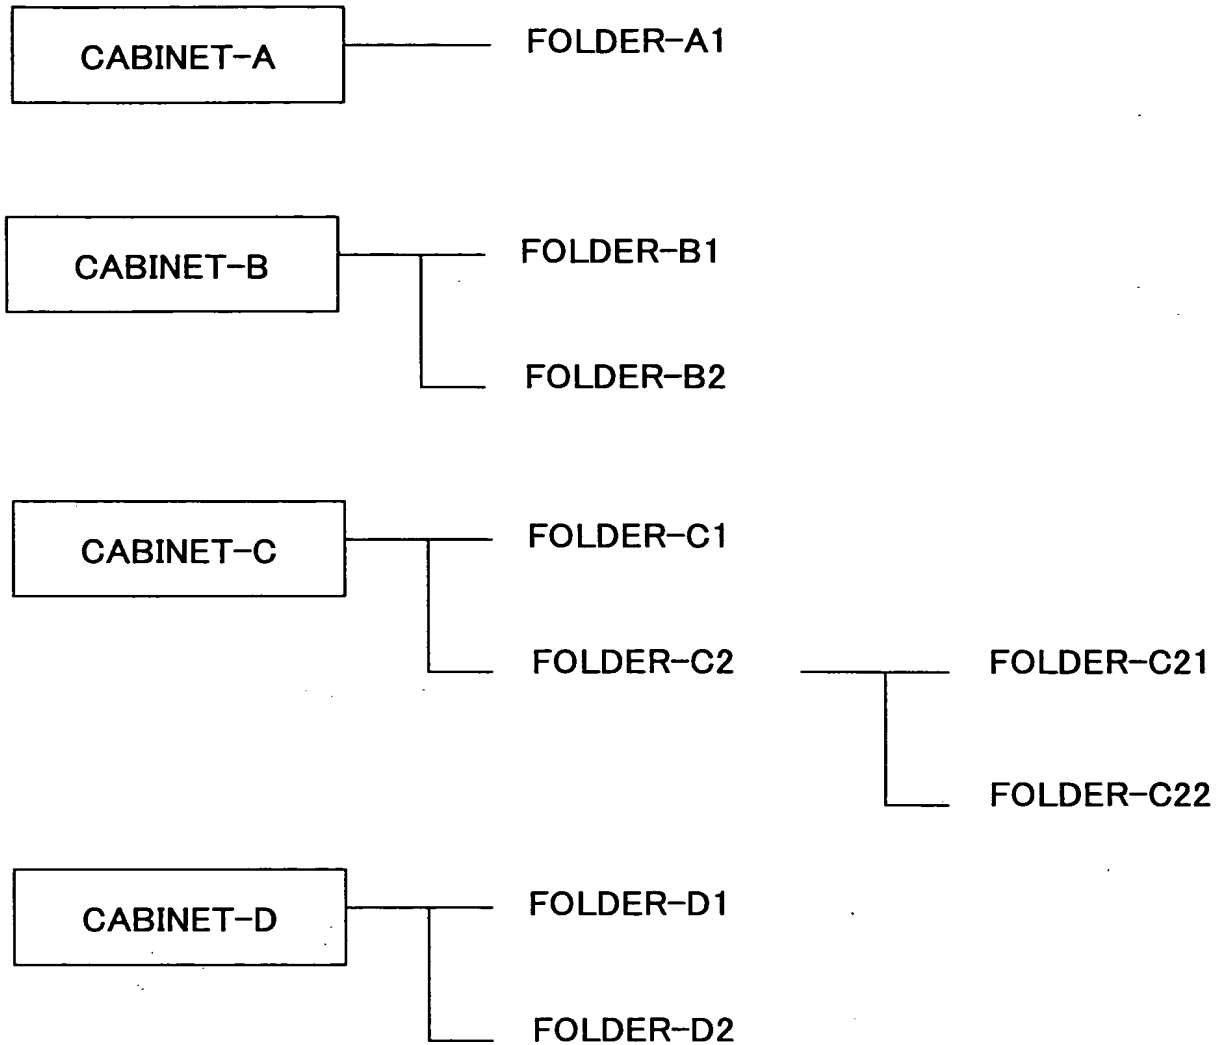 CABINET-A
FOLDER-A1
CABINET-B
FOLDER-B1
FOLDER-B2
CABINET-C
FOLDER-C1
FOLDER-C2
FOLDER-C21
FOLDER-C22
CABINET-D
FOLDER-D1
FOLDER-D2